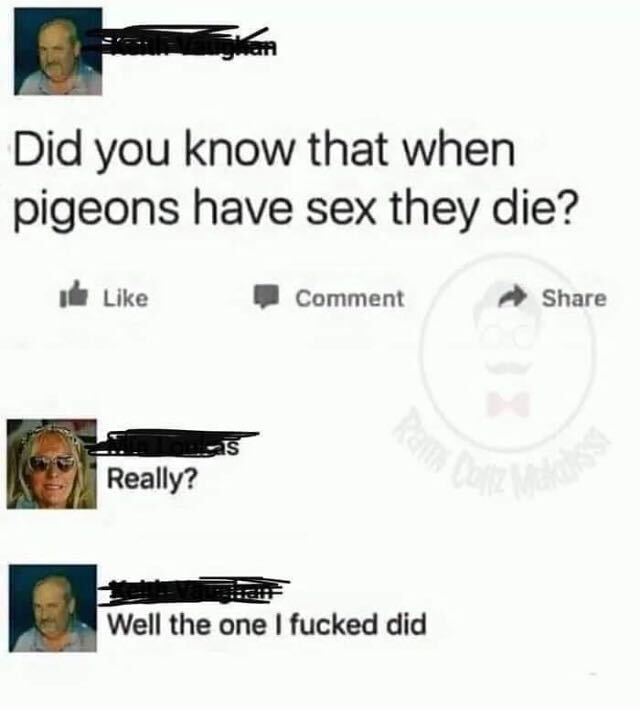 Did you know that when
pigeons have sex they die?
Like Comment Share
Really?
Well the one I fucked did